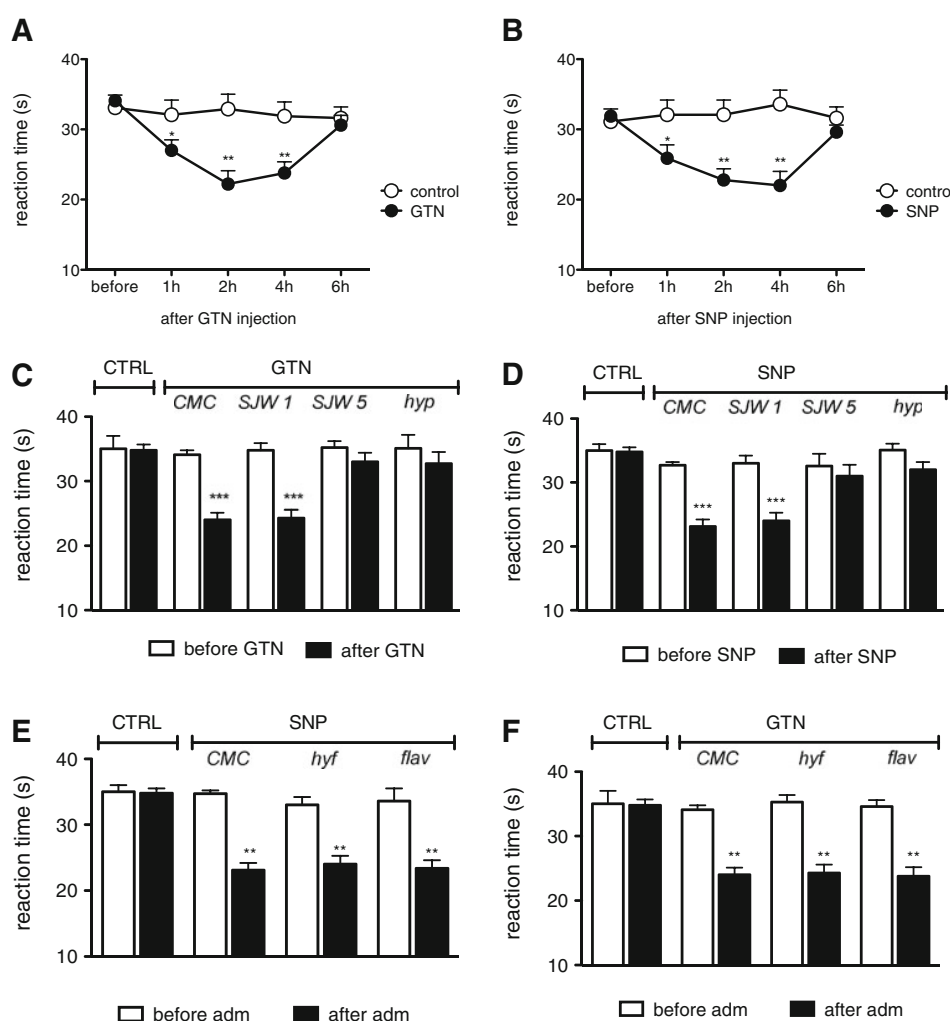 A
reaction time (s)
40
30
20
10
*
**
**
control
GTN
before 1h 2h 4h 6h
after GTN injection
B
reaction time (s)
40
30
20
10
*
**
**
contro
SNP
before 1h 2h 4h 6h
after SNP injection
C
CTRL GTN
CMC SJW 1 SJW 5 hyp
reaction time (s)
40
30
20
10
*** ***
before GTN after GTN
D
CTRL SNP
CMC SJW 1 SJW 5 hyp
reaction time (s)
40
30
20
10
*** ***
before SNP after SNP
E
CTRL SNP
CMC hyf flav
reaction time (s)
40
30
20
10
** ** **
before adm after adm
F
CTRL GTN
CMC hyf flav
reaction time (s)
40
30
20
10
** ** **
before adm after adm